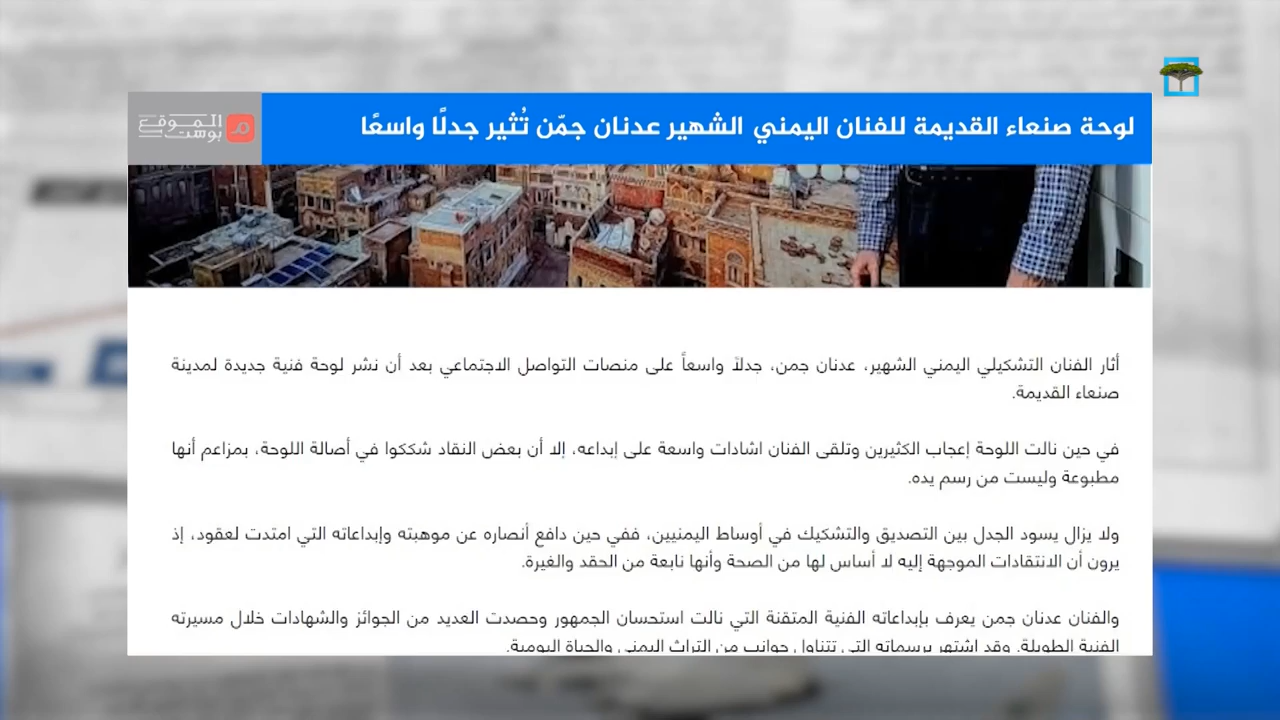 لوحة صنعاء القديمة للفنان اليمني الشهير عدنان جمّن تُثير جدلًا واسعًا
الموقع
بوست
أثار الفنان التشكيلي اليمني الشهير، عدنان جمن، جدلاً واسعاً على منصات التواصل الاجتماعي بعد أن نشر لوحة فنية جديدة لمدينة
صنعاء القديمة.
في حين نالت اللوحة إعجاب الكثيرين وتلقى الفنان اشادات واسعة على إبداعه، إلا أن بعض النقاد شككوا في أصالة اللوحة، بمزاعم أنها
مطبوعة وليست من رسم يده.
ولا يزال يسود الجدل بين التصديق والتشكيك في أوساط اليمنيين، ففي حين دافع أنصاره عن موهبته وإبداعاته التي امتدت لعقود، إذ
يرون أن الانتقادات الموجهة إليه لا أساس لها من الصحة وأنها نابعة من الحقد والغيرة.
والفنان عدنان جمن يعرف بإبداعاته الفنية المتقنة التي نالت استحسان الجمهور وحصدت العديد من الجوائز والشهادات خلال مسيرته
الفنية الطويلة. وقد اشتهر برسماته التي تتناول جوانب من التراث اليمني والحياة اليومية.